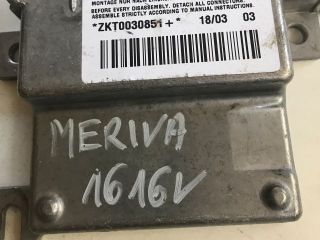 MONTAGE NUR NACH
BEFORE EVERY DISASSEMBLY. DETACH ALL CONNECTORS.
ASSEMBLE STRICTLY ACCORDING TO MANUAL INSTRUCTIONS.
*ZKT0030851+* 18/03 03
MERIVA
1616V